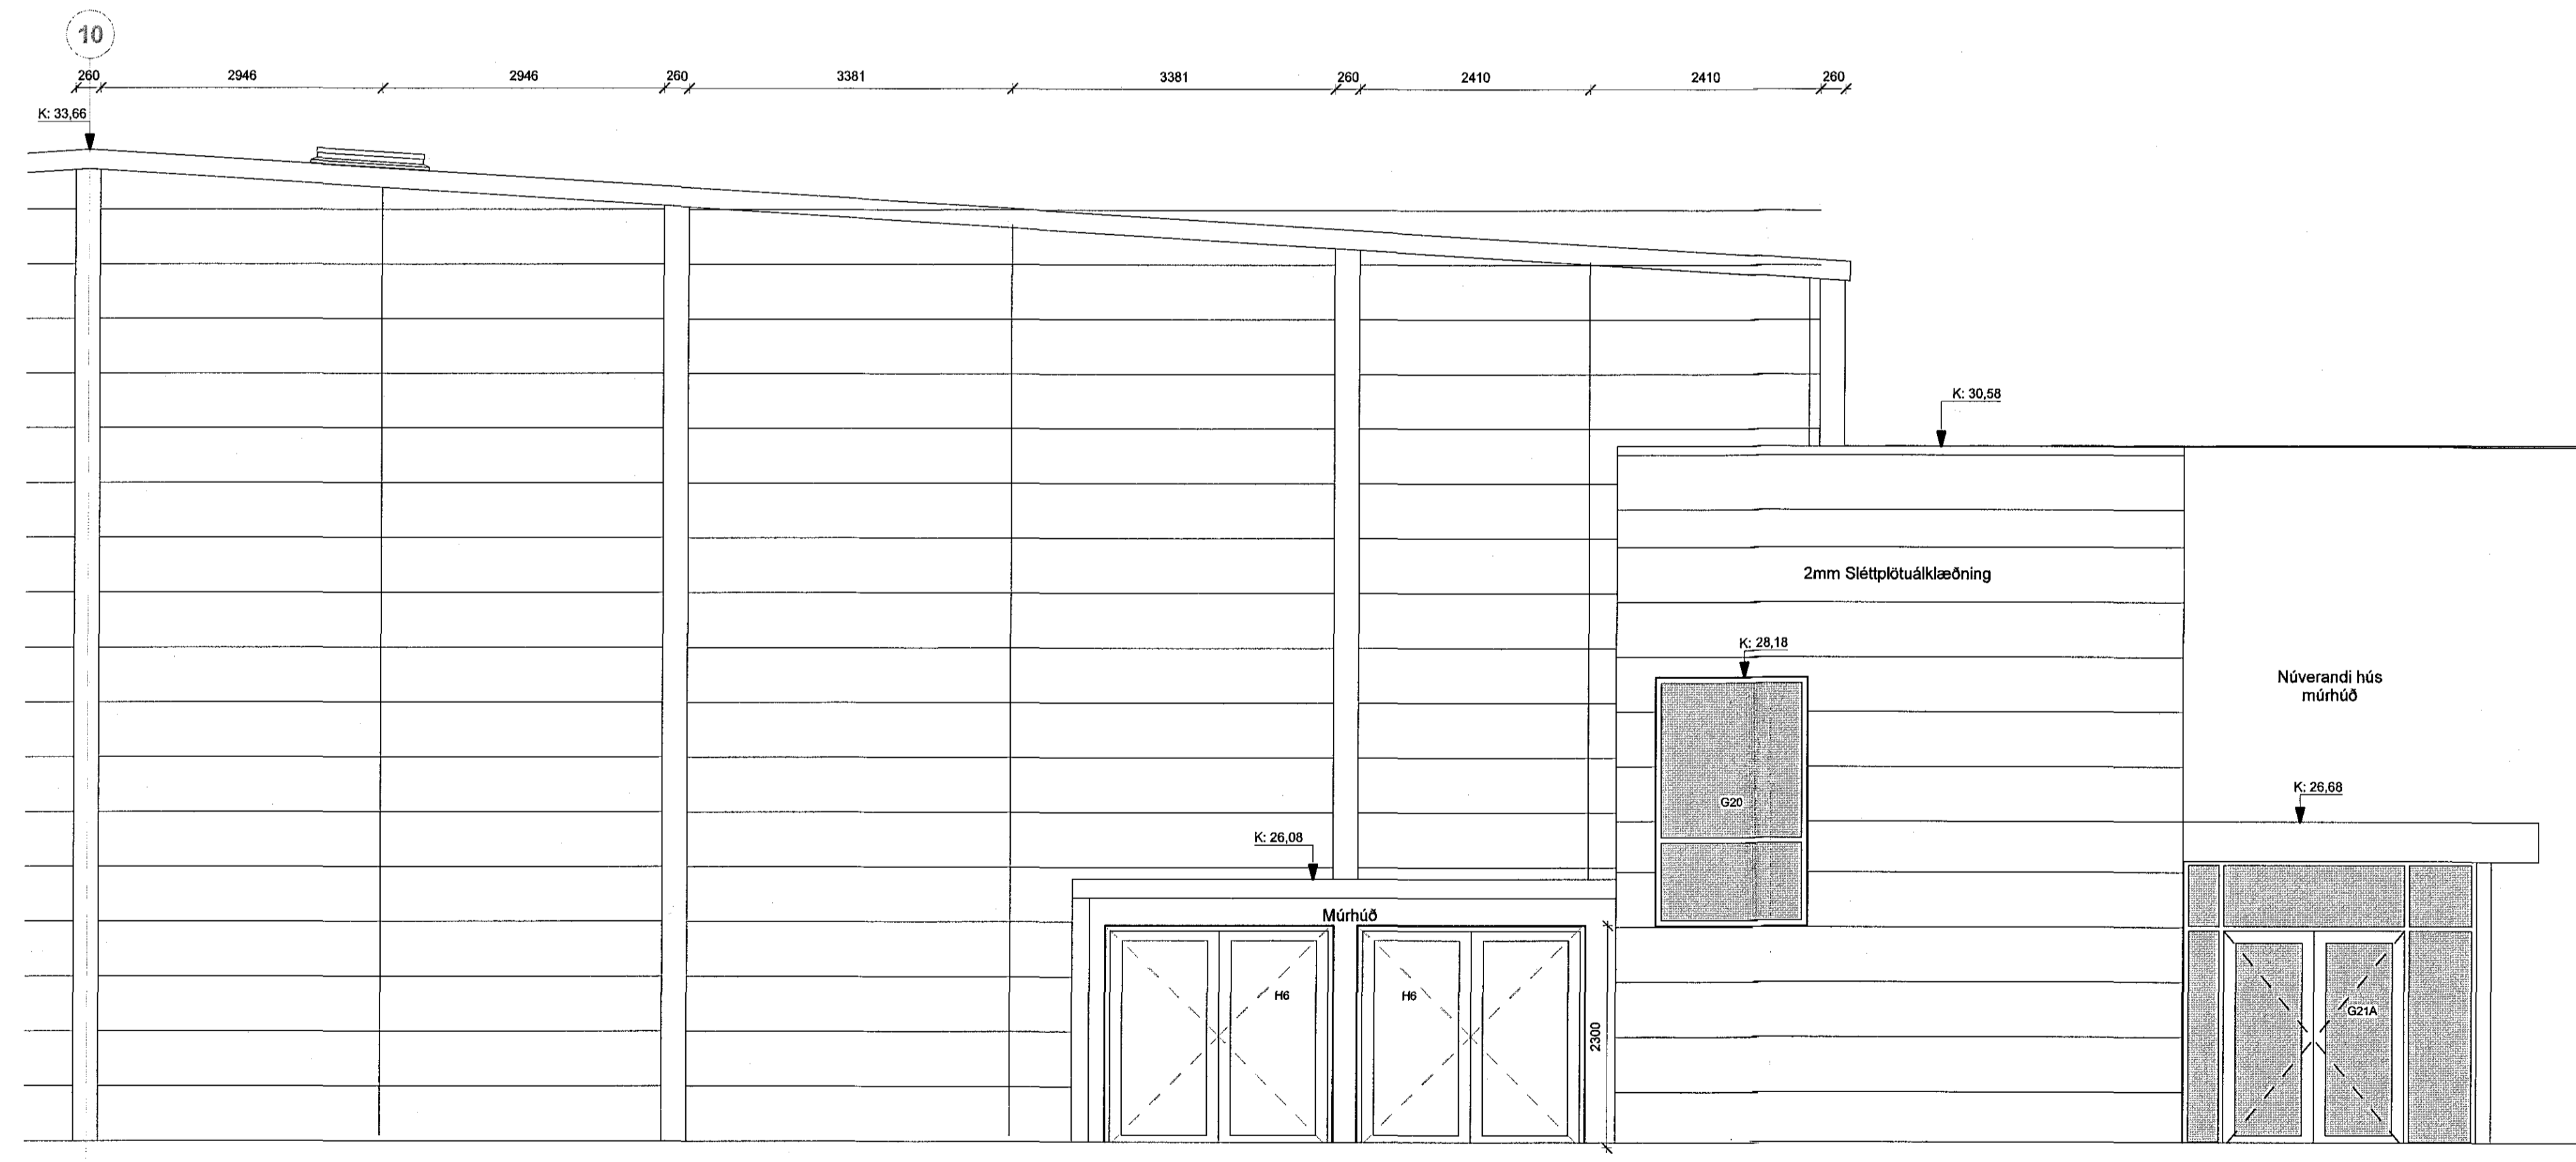 10
260 2946 2946 260 3381 3381 260 2410 2410 260
K: 33,66
K: 30,58
2mm Sléttplötuálklæðning
K: 28,18
Núverandi hús
múrhúð
K: 26,68
G20
K: 26,08
Múrhúð
H6 H6
G21A
2300